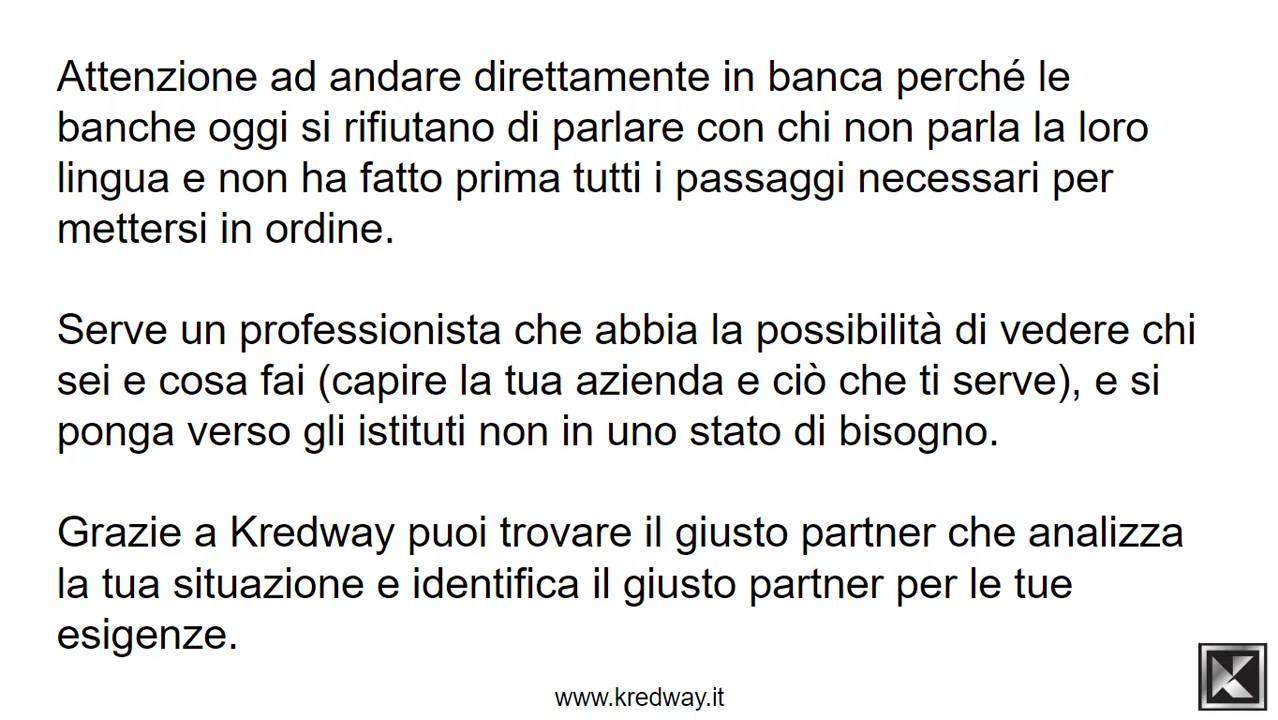 Attenzione ad andare direttamente in banca perché le
banche oggi si rifiutano di parlare con chi non parla la loro
lingua e non ha fatto prima tutti i passaggi necessari per
mettersi in ordine.
Serve un professionista che abbia la possibilità di vedere chi
sei e cosa fai (capire la tua azienda e ciò che ti serve), e si
ponga verso gli istituti non in uno stato di bisogno.
Grazie a Kredway puoi trovare il giusto partner che analizza
la tua situazione e identifica il giusto partner per le tue
esigenze.
www.kredway.it